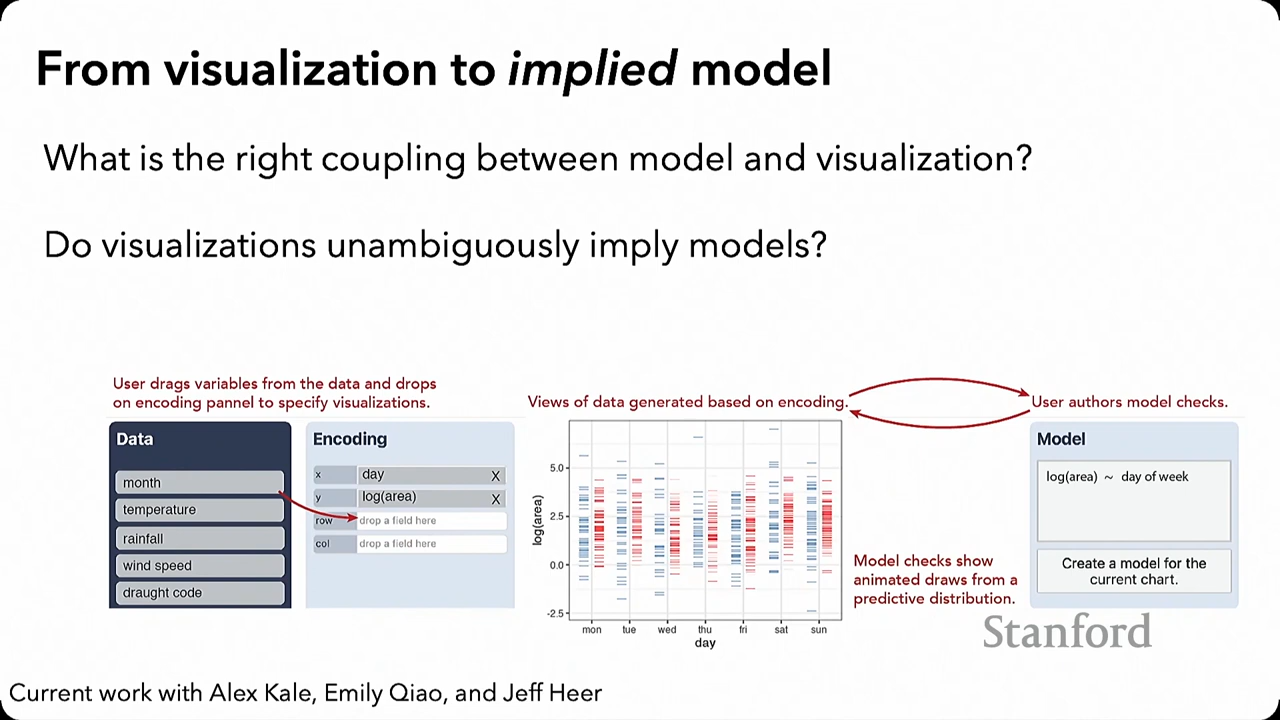 From visualization to implied model
What is the right coupling between model and visualization?
Do visualizations unambiguously imply models?
User drags variables from the data and drops
on encoding pannel to specify visualizations.
Data
month
temperature
rainfall
wind speed
draught code
Encoding
x day X
y log(area) X
row drop a field here
col drop a field here
Views of data generated based on encoding.
log(area)
5.0
2.5
0.0
-2.5
mon tue wed thu fri sat sun
day
User authors model checks.
Model
log(area) ~ day of week
Create a model for the
current chart.
Model checks show
animated draws from a
predictive distribution.
Stanford
Current work with Alex Kale, Emily Qiao, and Jeff Heer